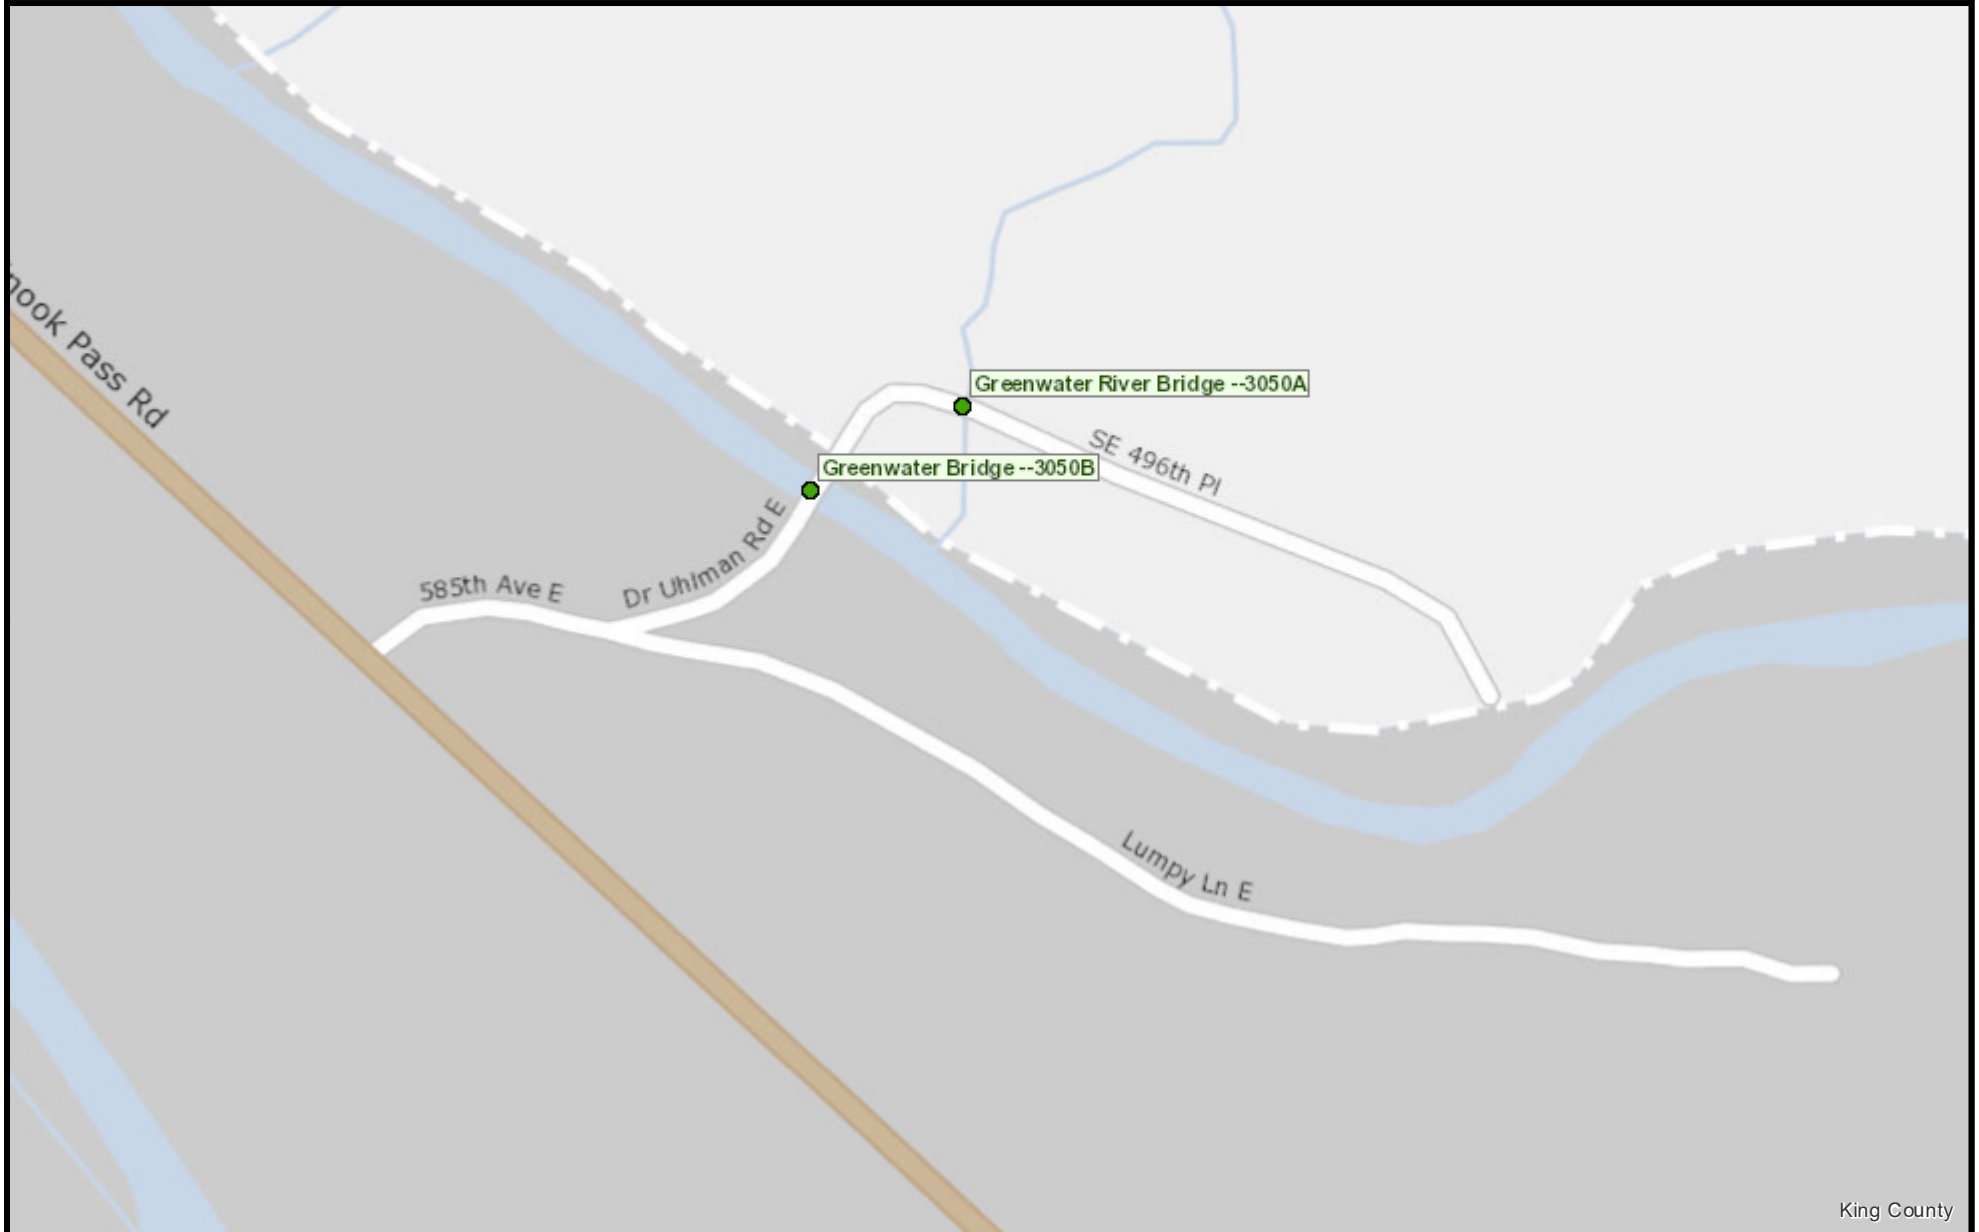 nook Pass Rd
Greenwater River Bridge --3050A
SE 496th Pl
Greenwater Bridge --3050B
Dr Uhlman Rd E
585th Ave E
Lumpy Ln E
King County